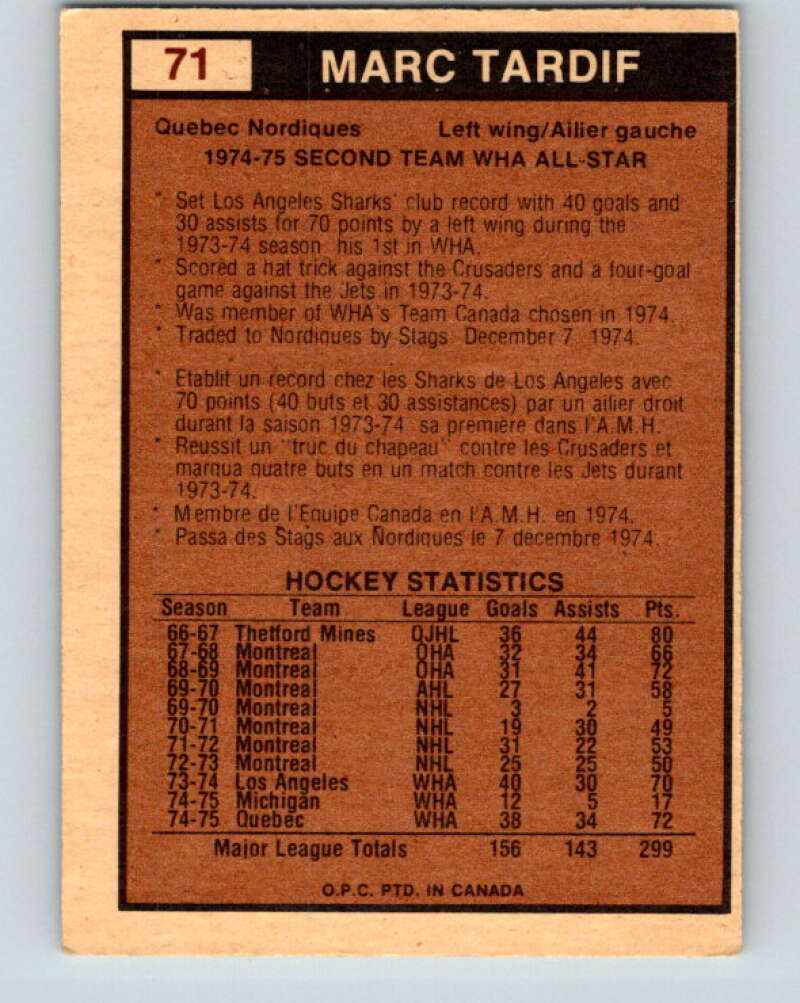 71 MARC TARDIF
Quebec Nordiques Left wing/Ailier gauche
1974-75 SECOND TEAM WHA ALL-STAR
* Set Los Angeles Sharks' club record with 40 goals and
30 assists for 70 points by a left wing during the
1973-74 season his 1st in WHA.
* Scored a hat trick against the Crusaders and a four-goal
game against the Jets in 1973-74.
* Was member of WHA's Team Canada chosen in 1974.
* Traded to Nordiques by Stags December 7 1974.
* Etablit un record chez les Sharks de Los Angeles avec
70 points (40 buts et 30 assistances) par un ailier droit
durant la saison 1973-74 sa première dans l'A.M.H.
* Reussit un "truc du chapeau" contre les Crusaders et
marqua quatre buts en un match contre les Jets durant
1973-74.
* Membre de l'Equipe Canada en l'A.M.H. en 1974.
* Passa des Stags aux Nordiques le 7 decembre 1974.
HOCKEY STATISTICS
Season Team League Goals Assists Pts.
66-67 Thetford Mines QJHL 36 44 80
67-68 Montreal OHA 32 34 66
68-69 Montreal OHA 31 41 72
69-70 Montreal AHL 27 31 58
69-70 Montreal NHL 3 2 5
70-71 Montreal NHL 19 30 49
71-72 Montreal NHL 31 22 53
72-73 Montreal NHL 25 25 50
73-74 Los Angeles WHA 40 30 70
74-75 Michigan WHA 12 5 17
74-75 Quebec WHA 38 34 72
Major League Totals 156 143 299
O.P.C. PTD. IN CANADA